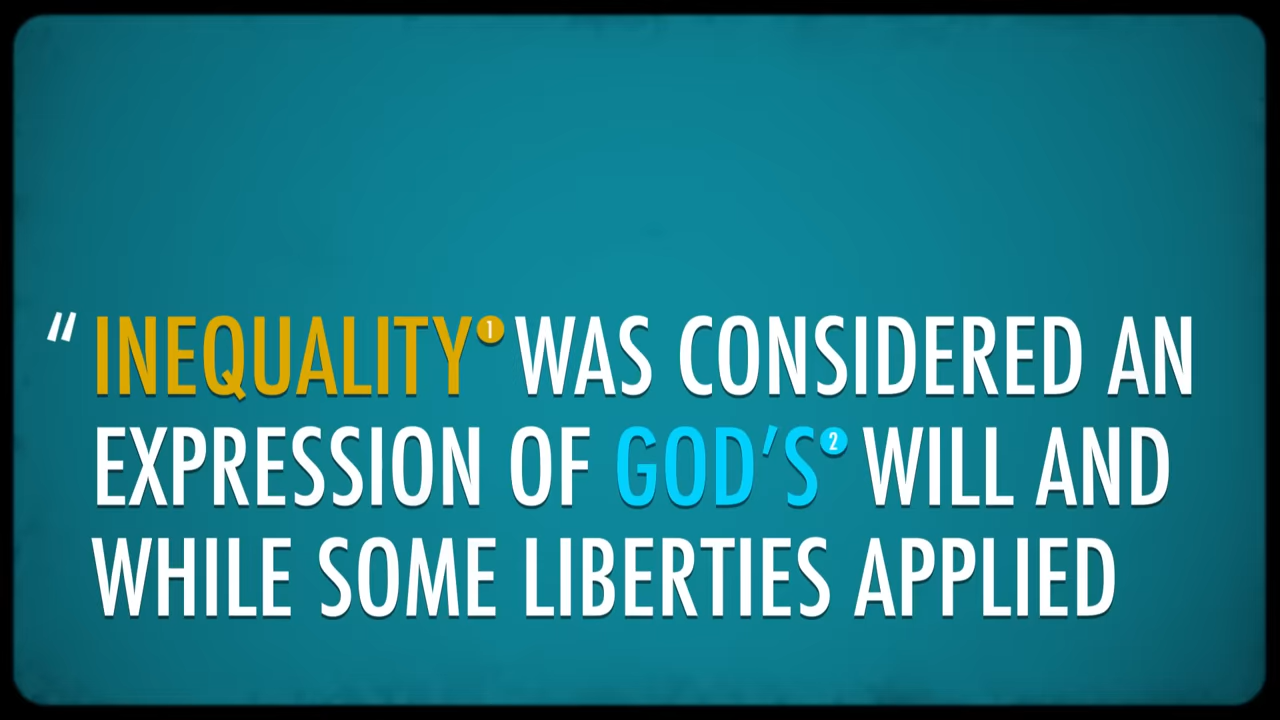 “ INEQUALITY① WAS CONSIDERED AN
EXPRESSION OF GOD’S② WILL AND
WHILE SOME LIBERTIES APPLIED